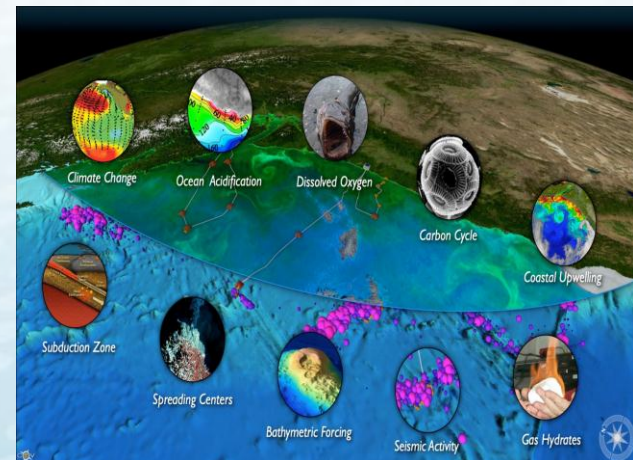 Climate Change
Ocean Acidification
Dissolved Oxygen
Carbon Cycle
Coastal Upwelling
Subduction Zone
Spreading Centers
Bathymetric Forcing
Seismic Activity
Gas Hydrates